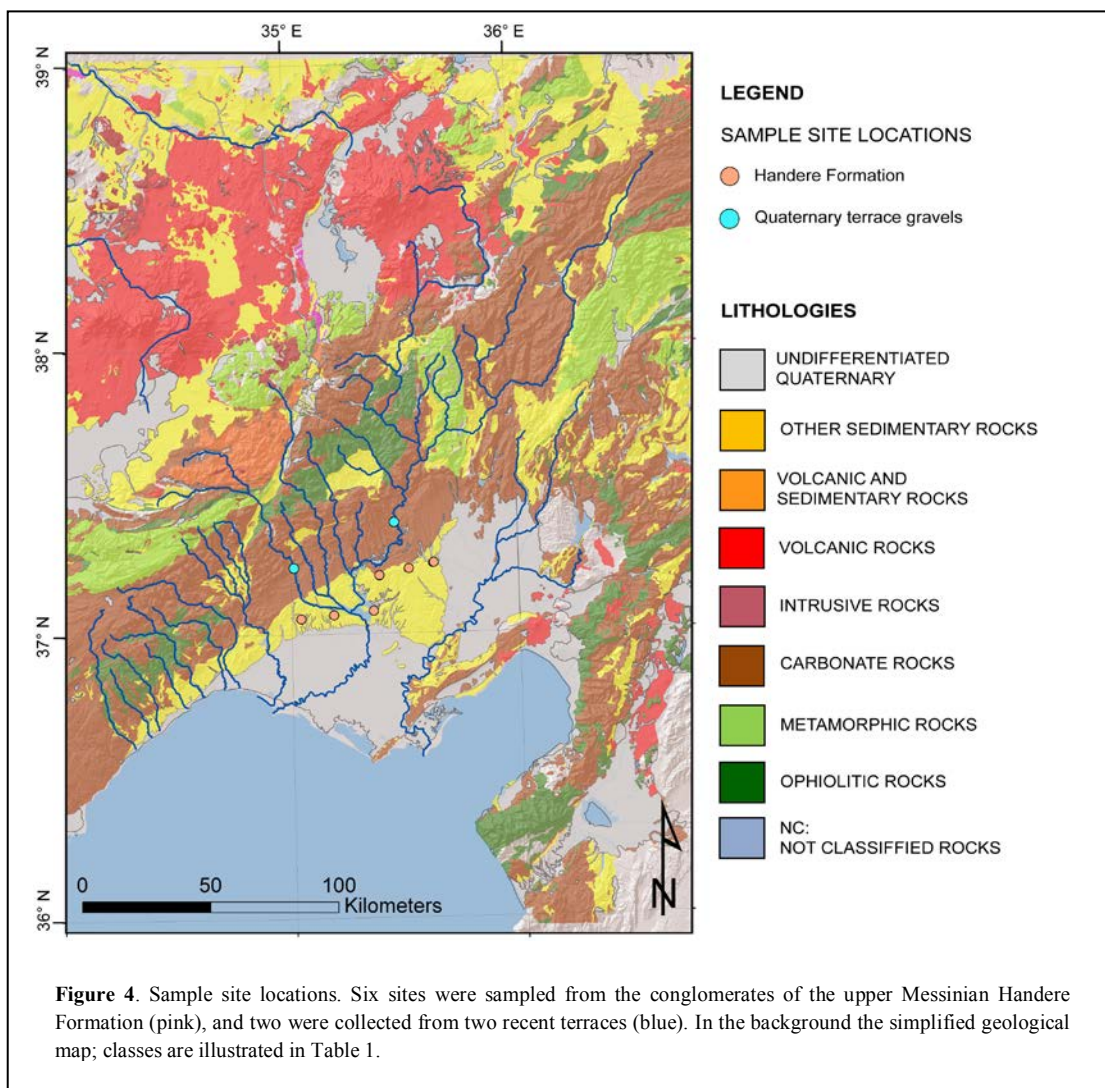 35° E
36° E
39° N
38° N
37° N
36° N
0
50
100
Kilometers
N
LEGEND
SAMPLE SITE LOCATIONS
Handere Formation
Quaternary terrace gravels
LITHOLOGIES
UNDIFFERENTIATED
QUATERNARY
OTHER SEDIMENTARY ROCKS
VOLCANIC AND
SEDIMENTARY ROCKS
VOLCANIC ROCKS
INTRUSIVE ROCKS
CARBONATE ROCKS
METAMORPHIC ROCKS
OPHIOLITIC ROCKS
NC:
NOT CLASSIFFIED ROCKS
Figure 4. Sample site locations. Six sites were sampled from the conglomerates of the upper Messinian Handere
Formation (pink), and two were collected from two recent terraces (blue). In the background the simplified geological
map; classes are illustrated in Table 1.